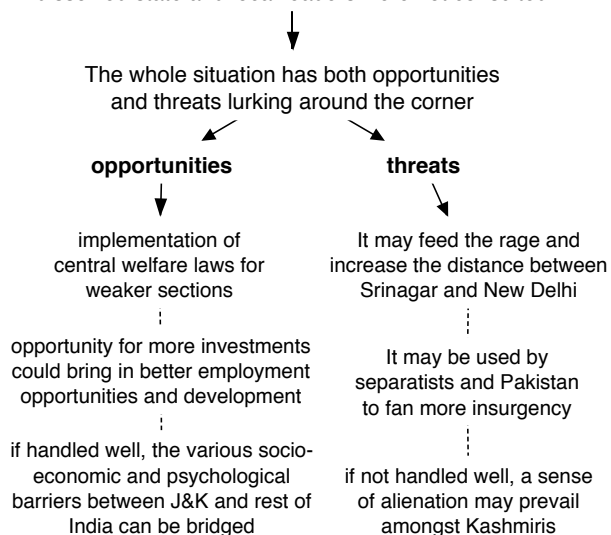 The whole situation has both opportunities
and threats lurking around the corner
opportunities
implementation of
central welfare laws for
weaker sections
opportunity for more investments
could bring in better employment
opportunities and development
if handled well, the various socio-
economic and psychological
barriers between J&K and rest of
India can be bridged
threats
It may feed the rage and
increase the distance between
Srinagar and New Delhi
It may be used by
separatists and Pakistan
to fan more insurgency
if not handled well, a sense
of alienation may prevail
amongst Kashmiris